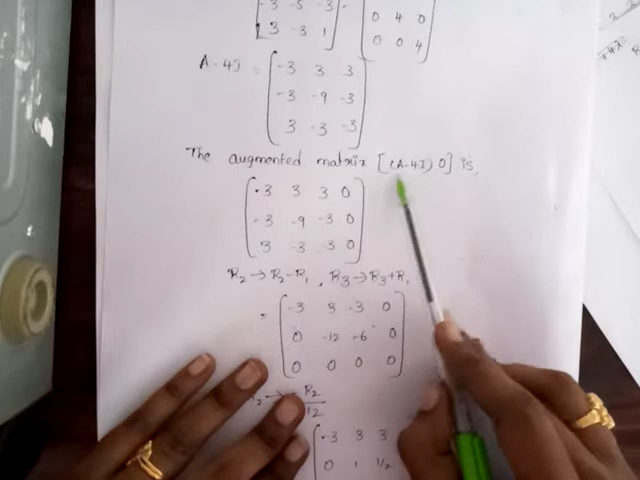 -3 -5 -3
3 -3 1
0 4 0
0 0 4
A - 4I = -3 3 3
-3 -9 -3
3 -3 -3
The augmented matrix [(A-4I) 0] is,
-3 3 3 0
-3 -9 -3 0
3 -3 -3 0
R2 → R2 - R1 , R3 → R3 + R1
= -3 3 -3 0
0 -12 -6 0
0 0 0 0
→ R2
12
-3 3 3
0 1 1/2